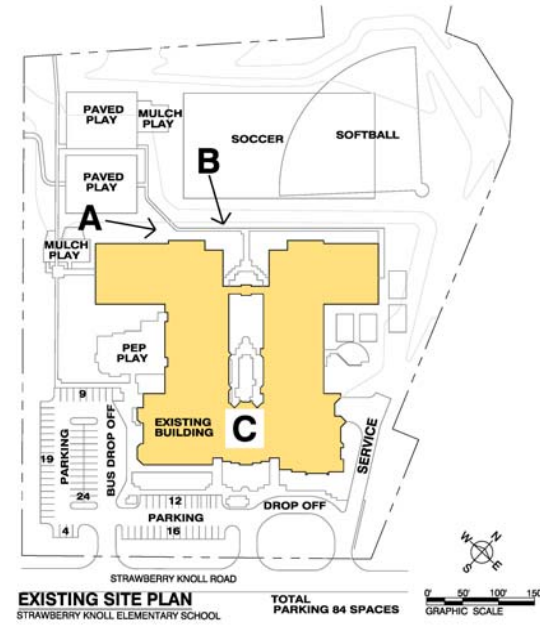 PAVED
PLAY
MULCH
PLAY
SOCCER
SOFTBALL
PAVED
PLAY
B
A
MULCH
PLAY
PEP
PLAY
EXISTING
BUILDING
C
9
19
PARKING
24
BUS DROP OFF
4
12
PARKING
16
DROP OFF
SERVICE
STRAWBERRY KNOLL ROAD
EXISTING SITE PLAN
STRAWBERRY KNOLL ELEMENTARY SCHOOL
TOTAL
PARKING 84 SPACES
N
W
E
S
0' 50' 100' 150
GRAPHIC SCALE